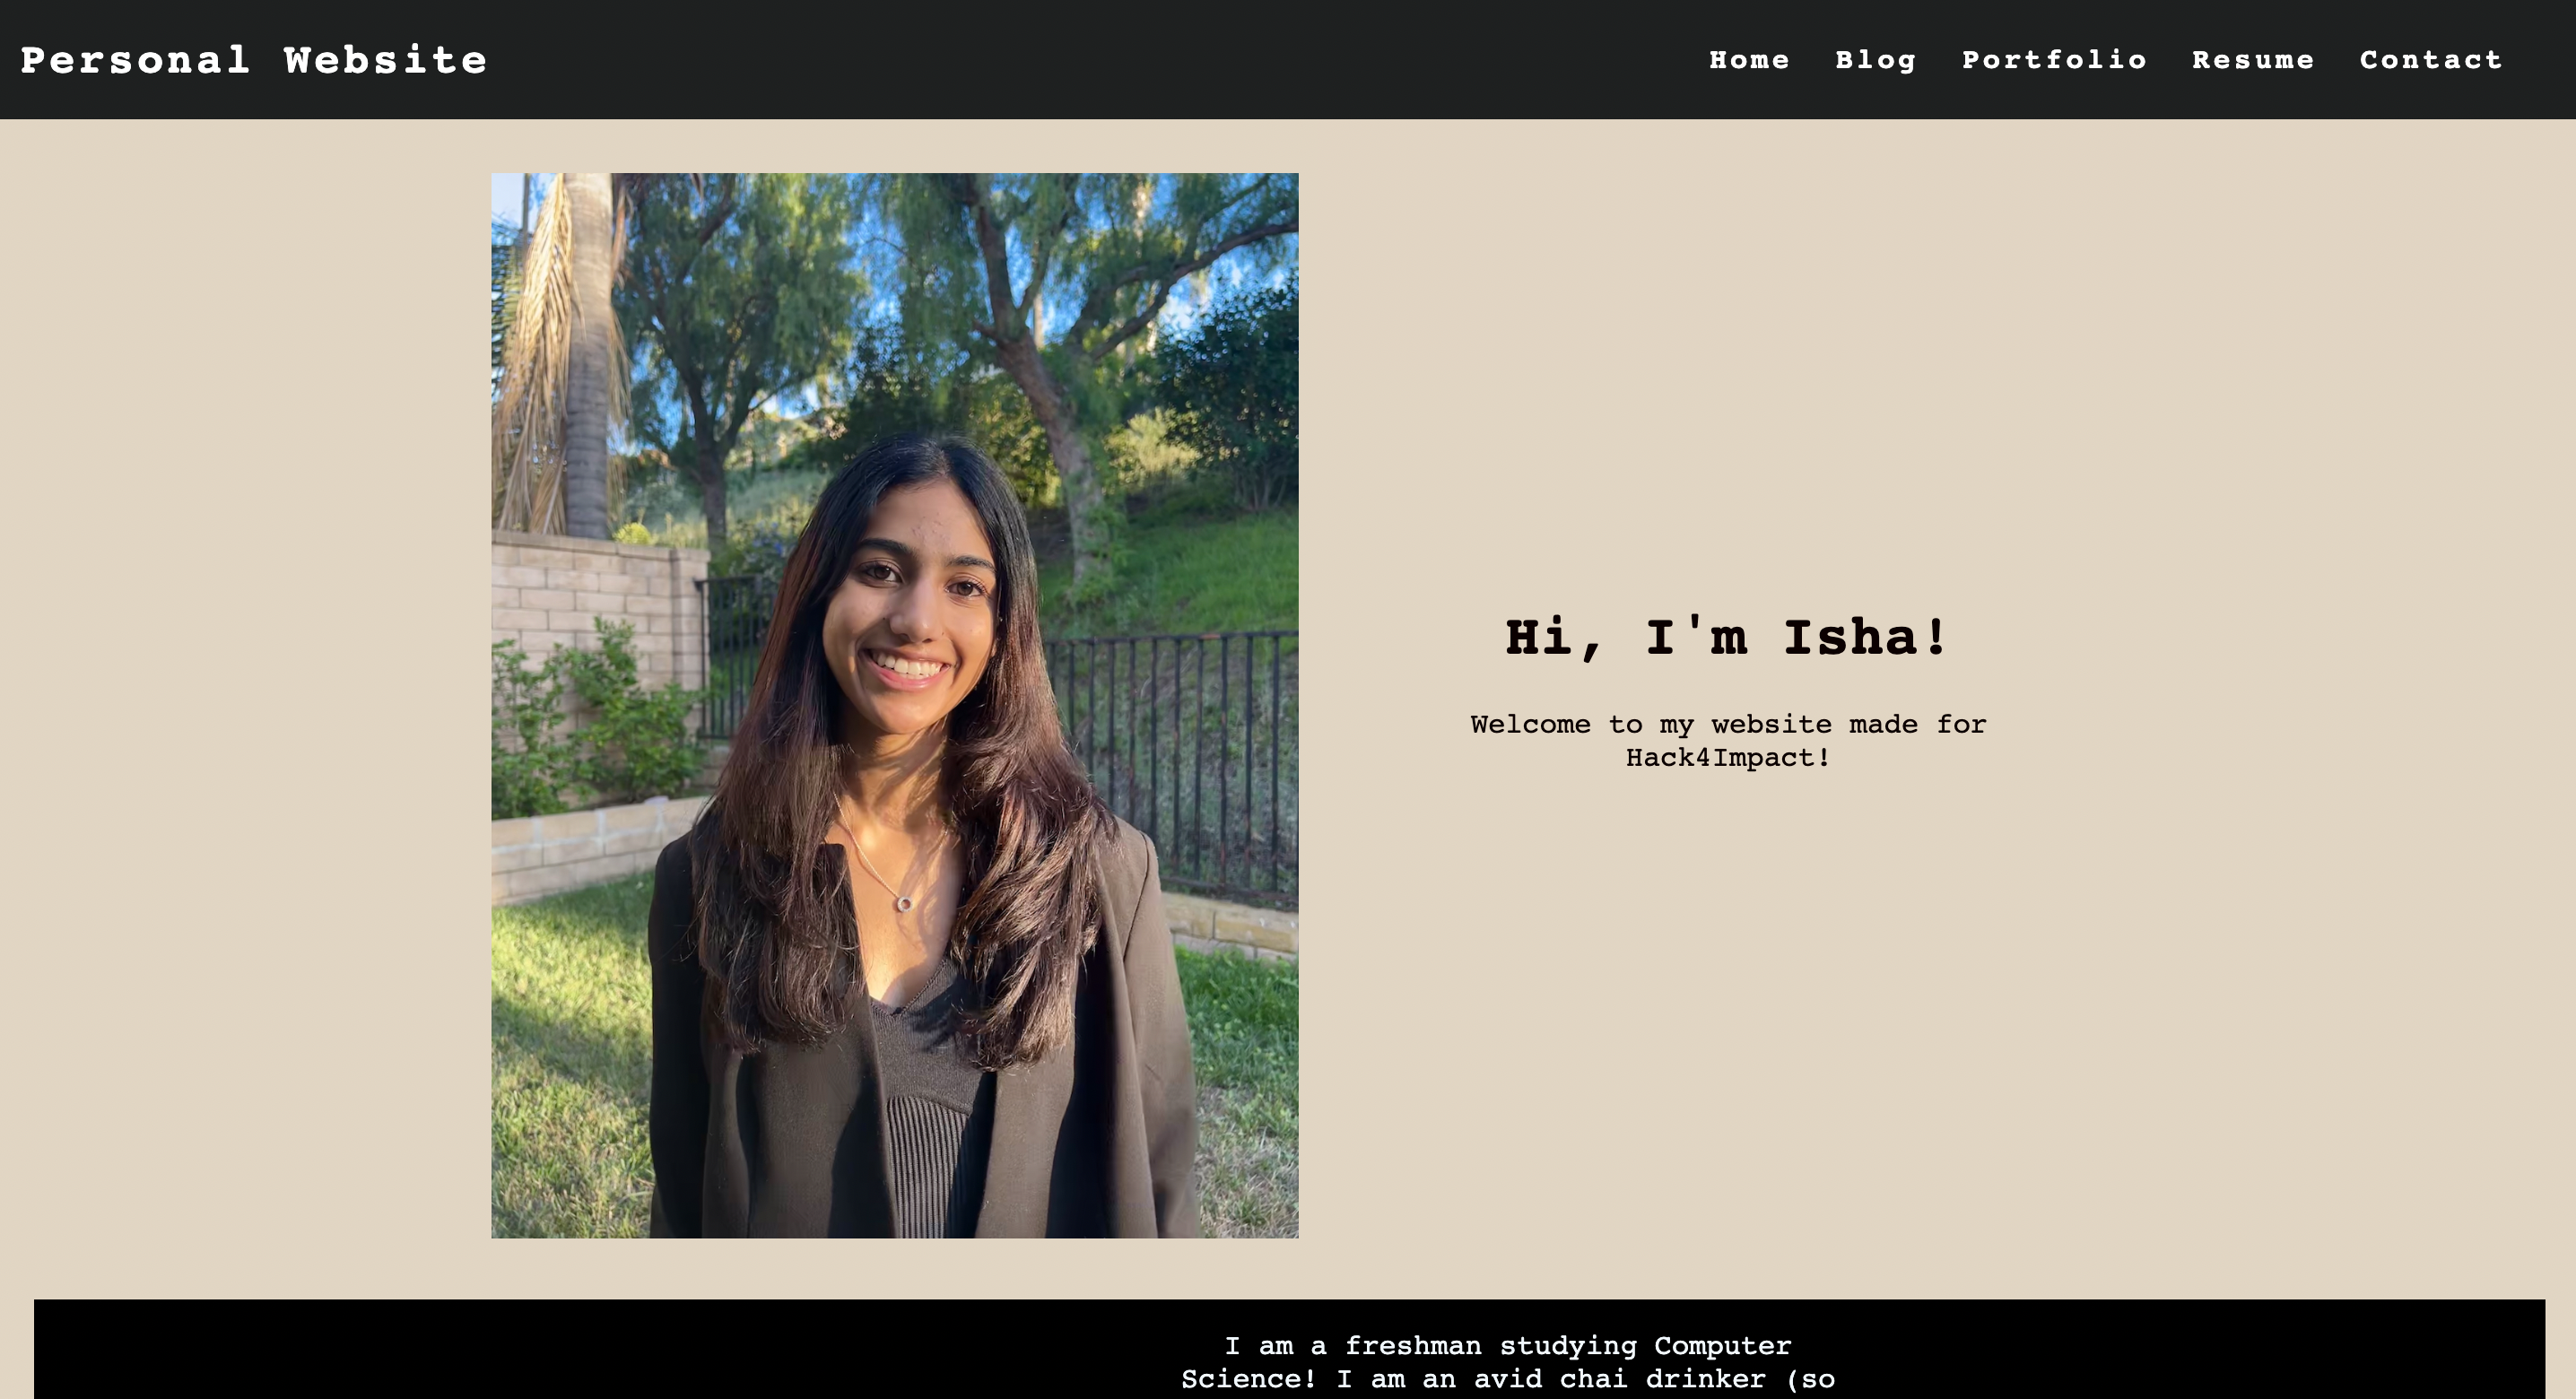 Personal Website
Home Blog Portfolio Resume Contact
Hi, I'm Isha!
Welcome to my website made for
Hack4Impact!
I am a freshman studying Computer
Science! I am an avid chai drinker (so